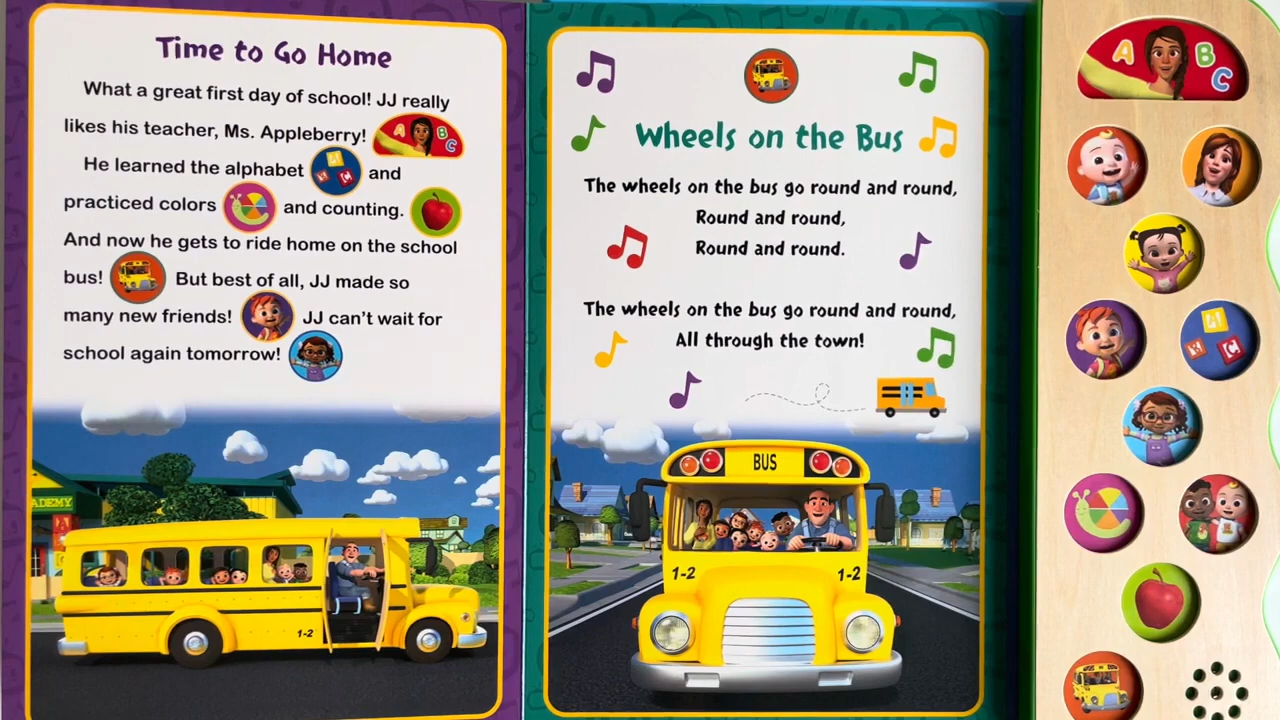 Time to Go Home
What a great first day of school! JJ really
likes his teacher, Ms. Appleberry! A B C
He learned the alphabet and
practiced colors and counting.
And now he gets to ride home on the school
bus! But best of all, JJ made so
many new friends! JJ can't wait for
school again tomorrow!
ADEMY
1-2
Wheels on the Bus
The wheels on the bus go round and round,
Round and round,
Round and round.
The wheels on the bus go round and round,
All through the town!
BUS
1-2 1-2
A B C